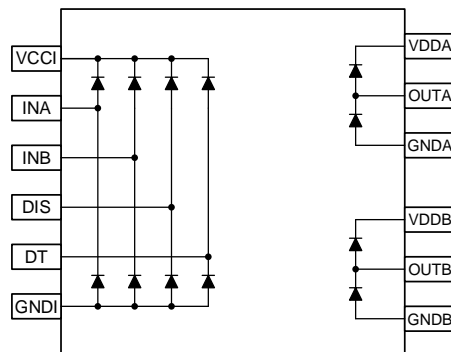 VCCI
INA
INB
DIS
DT
GNDI
VDDA
OUTA
GNDA
VDDB
OUTB
GNDB